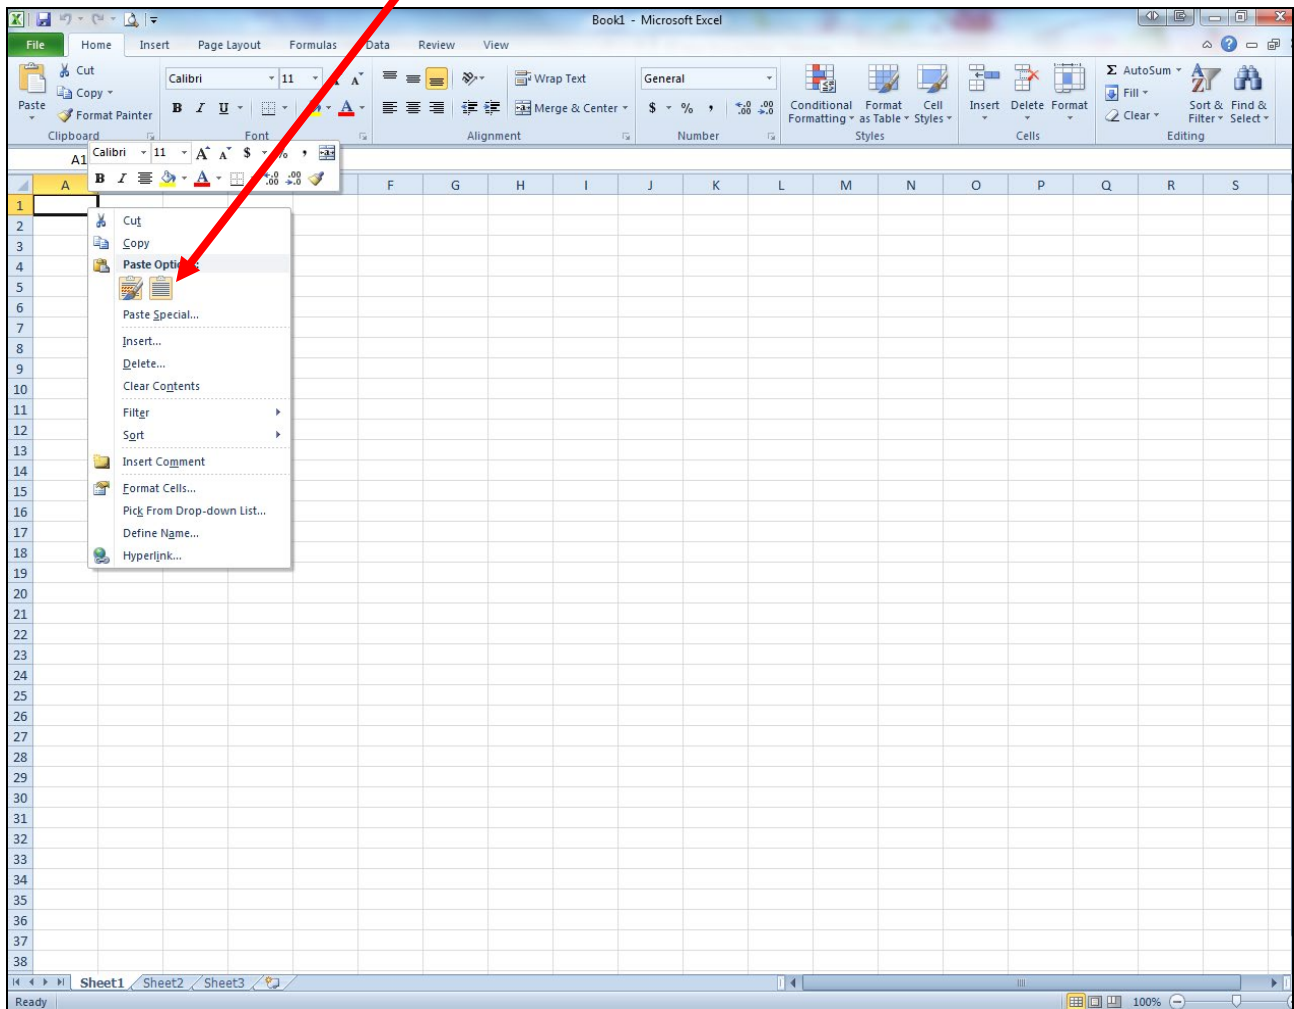 Book1 - Microsoft Excel
File Home Insert Page Layout Formulas Data Review View
Cut
Copy
Format Painter
Paste
Clipboard
Calibri 11
B I U A
Font
Wrap Text
Merge & Center
Alignment
General
$ % , .00 .0
Number
Conditional Formatting
Format as Table
Cell Styles
Styles
Insert Delete Format
Cells
Σ AutoSum
Fill
Clear
Sort & Filter
Find & Select
Editing
A1
Calibri 11 A A $ % ,
B I A .00 .0
A F G H I J K L M N O P Q R S
1
2
3
4
5
6
7
8
9
10
11
12
13
14
15
16
17
18
19
20
21
22
23
24
25
26
27
28
29
30
31
32
33
34
35
36
37
38
Cut
Copy
Paste
Paste Special...
Insert...
Delete...
Clear Contents
Filter
Sort
Insert Comment
Format Cells...
Pick From Drop-down List...
Define Name...
Hyperlink...
Sheet1 Sheet2 Sheet3
Ready
100%